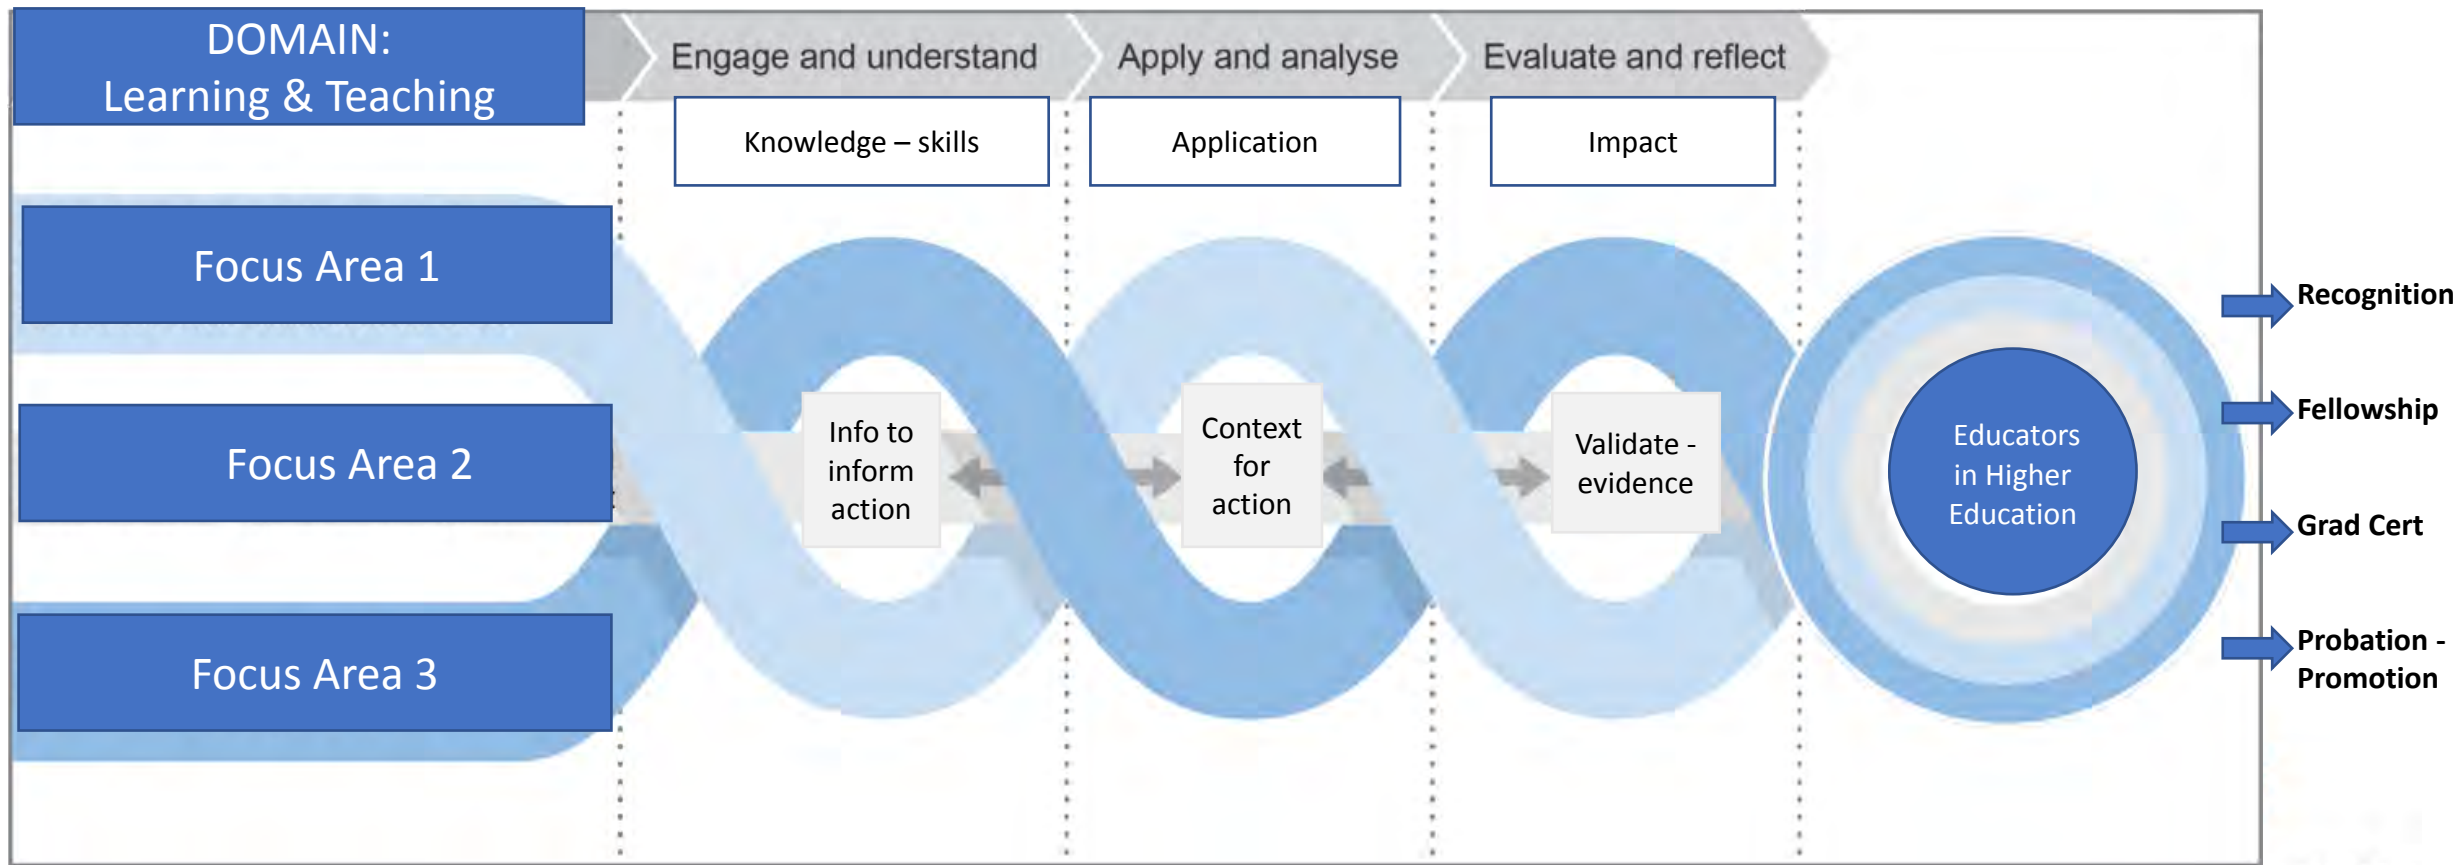 DOMAIN:
Learning & Teaching
Engage and understand
Apply and analyse
Evaluate and reflect
Knowledge – skills
Application
Impact
Focus Area 1
Focus Area 2
Focus Area 3
Info to
inform
action
Context
for
action
Validate -
evidence
Educators
in Higher
Education
Recognition
Fellowship
Grad Cert
Probation -
Promotion